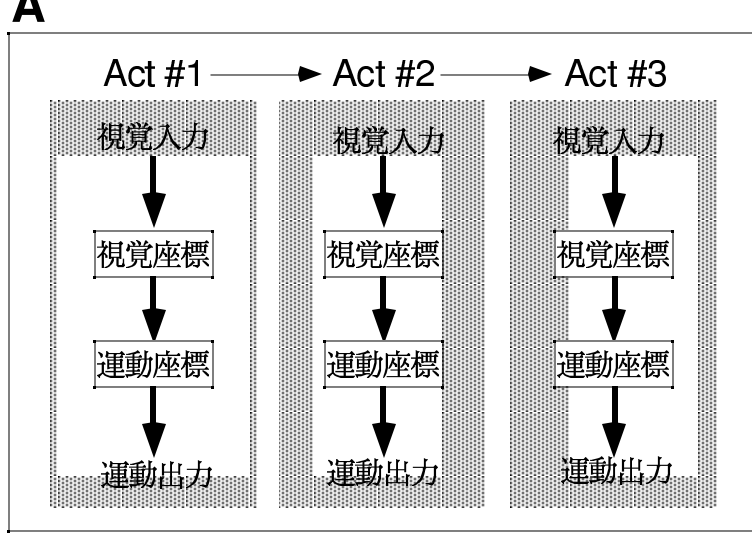 A
Act #1 Act #2 Act #3
視覚入力 視覚入力 視覚入力
視覚座標 視覚座標 視覚座標
運動座標 運動座標 運動座標
運動出力 運動出力 運動出力